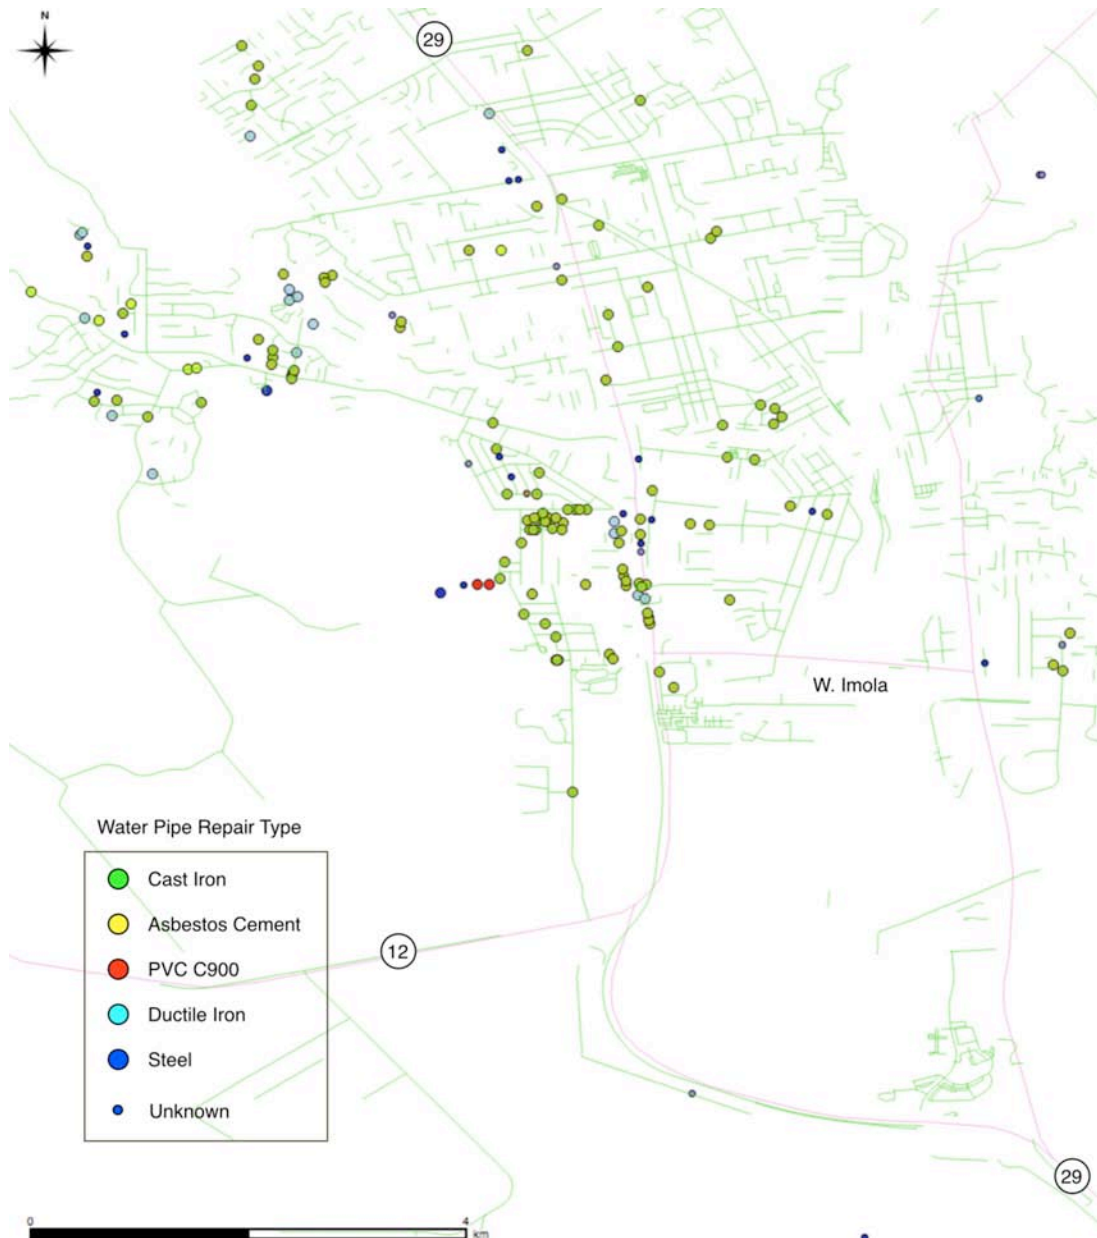 N
29
W. Imola
Water Pipe Repair Type
Cast Iron
Asbestos Cement
PVC C900
Ductile Iron
Steel
Unknown
12
29
0 4
km